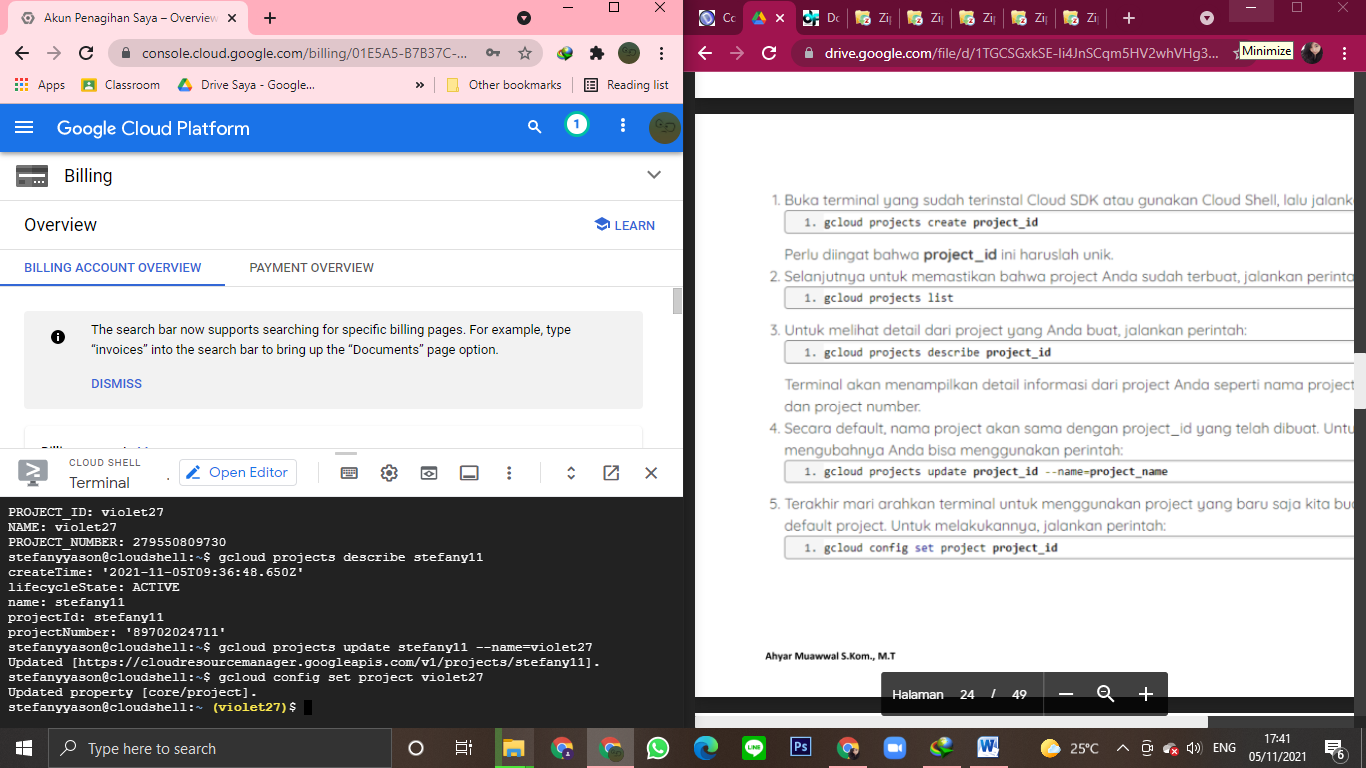 Akun Penagihan Saya – Overview
console.cloud.google.com/billing/01E5A5-B7B37C-...
Apps
Classroom
Drive Saya - Google...
»
Other bookmarks
Reading list
Google Cloud Platform
1
Billing
Overview
LEARN
BILLING ACCOUNT OVERVIEW
PAYMENT OVERVIEW
The search bar now supports searching for specific billing pages. For example, type
“invoices” into the search bar to bring up the “Documents” page option.
DISMISS
CLOUD SHELL
Terminal
Open Editor
PROJECT_ID: violet27
NAME: violet27
PROJECT_NUMBER: 279550809730
stefanyyason@cloudshell:~$ gcloud projects describe stefany11
createTime: '2021-11-05T09:36:48.650Z'
lifecycleState: ACTIVE
name: stefany11
projectId: stefany11
projectNumber: '89702024711'
stefanyyason@cloudshell:~$ gcloud projects update stefany11 --name=violet27
Updated [https://cloudresourcemanager.googleapis.com/v1/projects/stefany11].
stefanyyason@cloudshell:~$ gcloud config set project violet27
Updated property [core/project].
stefanyyason@cloudshell:~ (violet27)$
Cc
Dc
Zi
Zi
Zi
Zi
Zi
drive.google.com/file/d/1TGCSGxkSE-Ii4JnSCqm5HV2whVHg3...
Minimize
1. Buka terminal yang sudah terinstal Cloud SDK atau gunakan Cloud Shell, lalu jalank
1. gcloud projects create project_id
Perlu diingat bahwa project_id ini haruslah unik.
2. Selanjutnya untuk memastikan bahwa project Anda sudah terbuat, jalankan perinta
1. gcloud projects list
3. Untuk melihat detail dari project yang Anda buat, jalankan perintah:
1. gcloud projects describe project_id
Terminal akan menampilkan detail informasi dari project Anda seperti nama project
dan project number.
4. Secara default, nama project akan sama dengan project_id yang telah dibuat. Untu
mengubahnya Anda bisa menggunakan perintah:
1. gcloud projects update project_id --name=project_name
5. Terakhir mari arahkan terminal untuk menggunakan project yang baru saja kita bua
default project. Untuk melakukannya, jalankan perintah:
1. gcloud config set project project_id
Ahyar Muawwal S.Kom., M.T
Halaman 24 / 49
Type here to search
25°C
ENG
17:41
05/11/2021
6